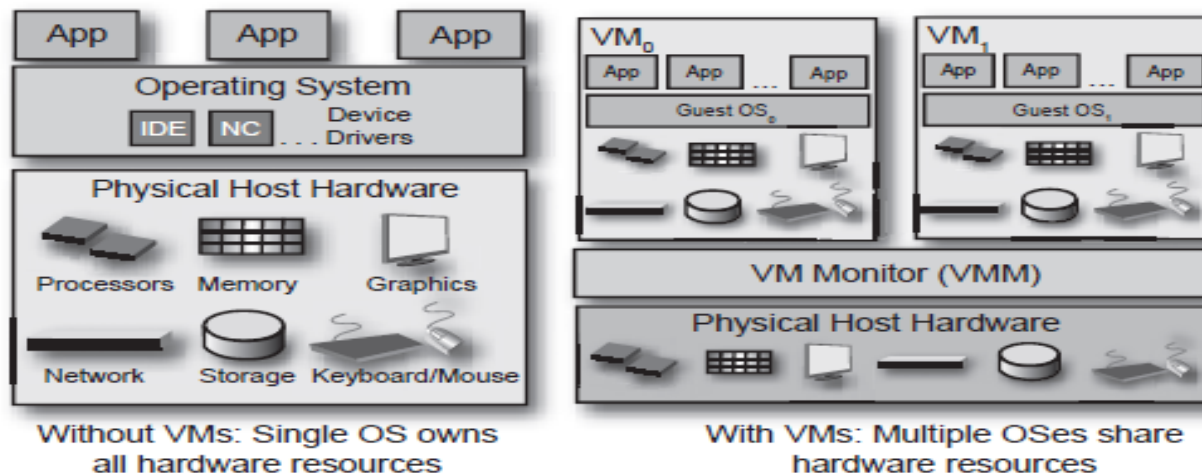 App App App
Operating System
IDE NC ... Device
Drivers
Physical Host Hardware
Processors Memory Graphics
Network Storage Keyboard/Mouse
Without VMs: Single OS owns
all hardware resources
VM0
App App ... App
Guest OS0
VM1
App App ... App
Guest OS1
VM Monitor (VMM)
Physical Host Hardware
With VMs: Multiple OSes share
hardware resources